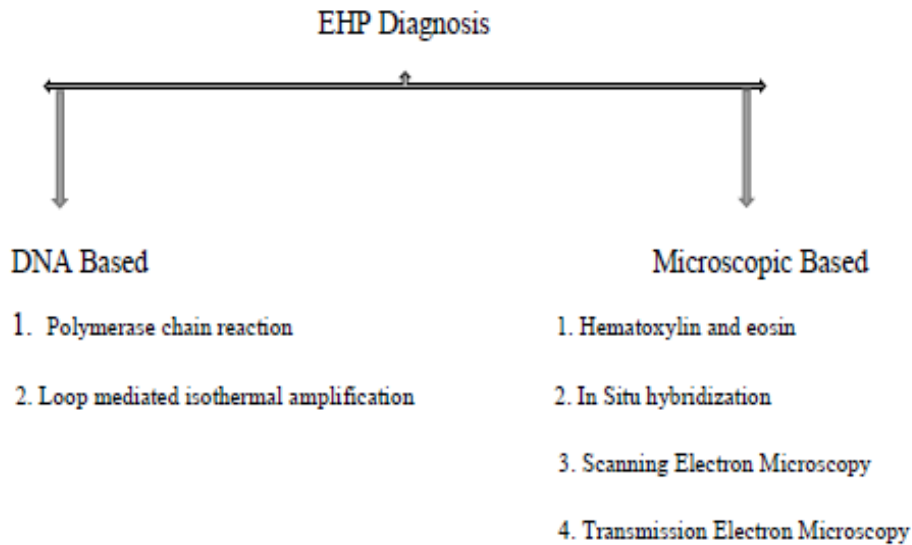 EHP Diagnosis
DNA Based
1. Polymerase chain reaction
2. Loop mediated isothermal amplification
Microscopic Based
1. Hematoxylin and eosin
2. In Situ hybridization
3. Scanning Electron Microscopy
4. Transmission Electron Microscopy